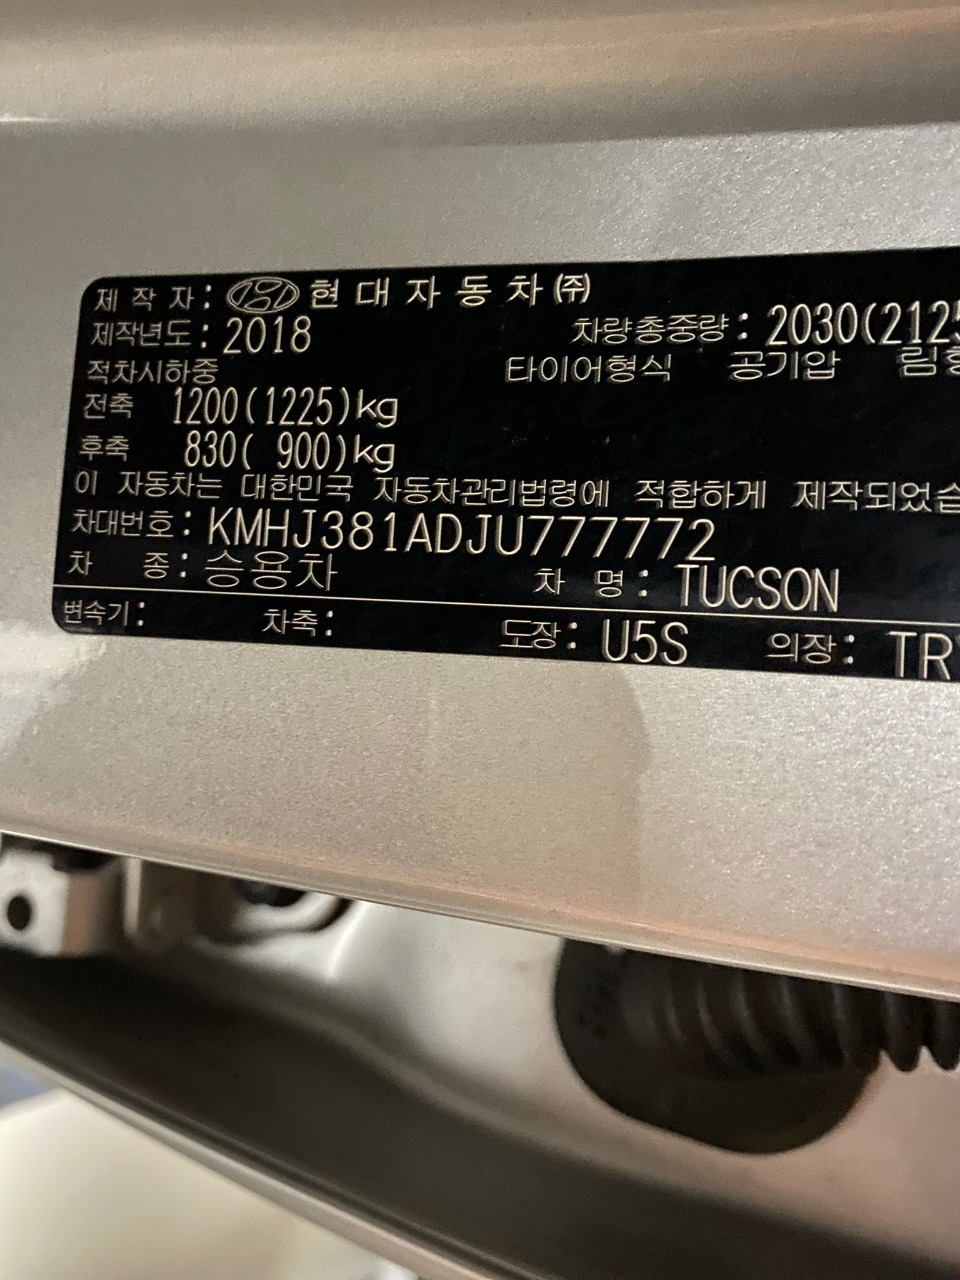 제 작 자 : 현 대 자 동 차 ㈜
제작년도 : 2018 차량총중량 : 2030(2125
적차시하중 타이어형식 공기압 림형
전축 1200(1225)kg
후축 830( 900)kg
이 자동차는 대한민국 자동차관리법령에 적합하게 제작되었습
차대번호 : KMHJ381ADJU777772
차 종 : 승용차 차 명 : TUCSON
변속기 : 차축 : 도장 : U5S 의장 : TR